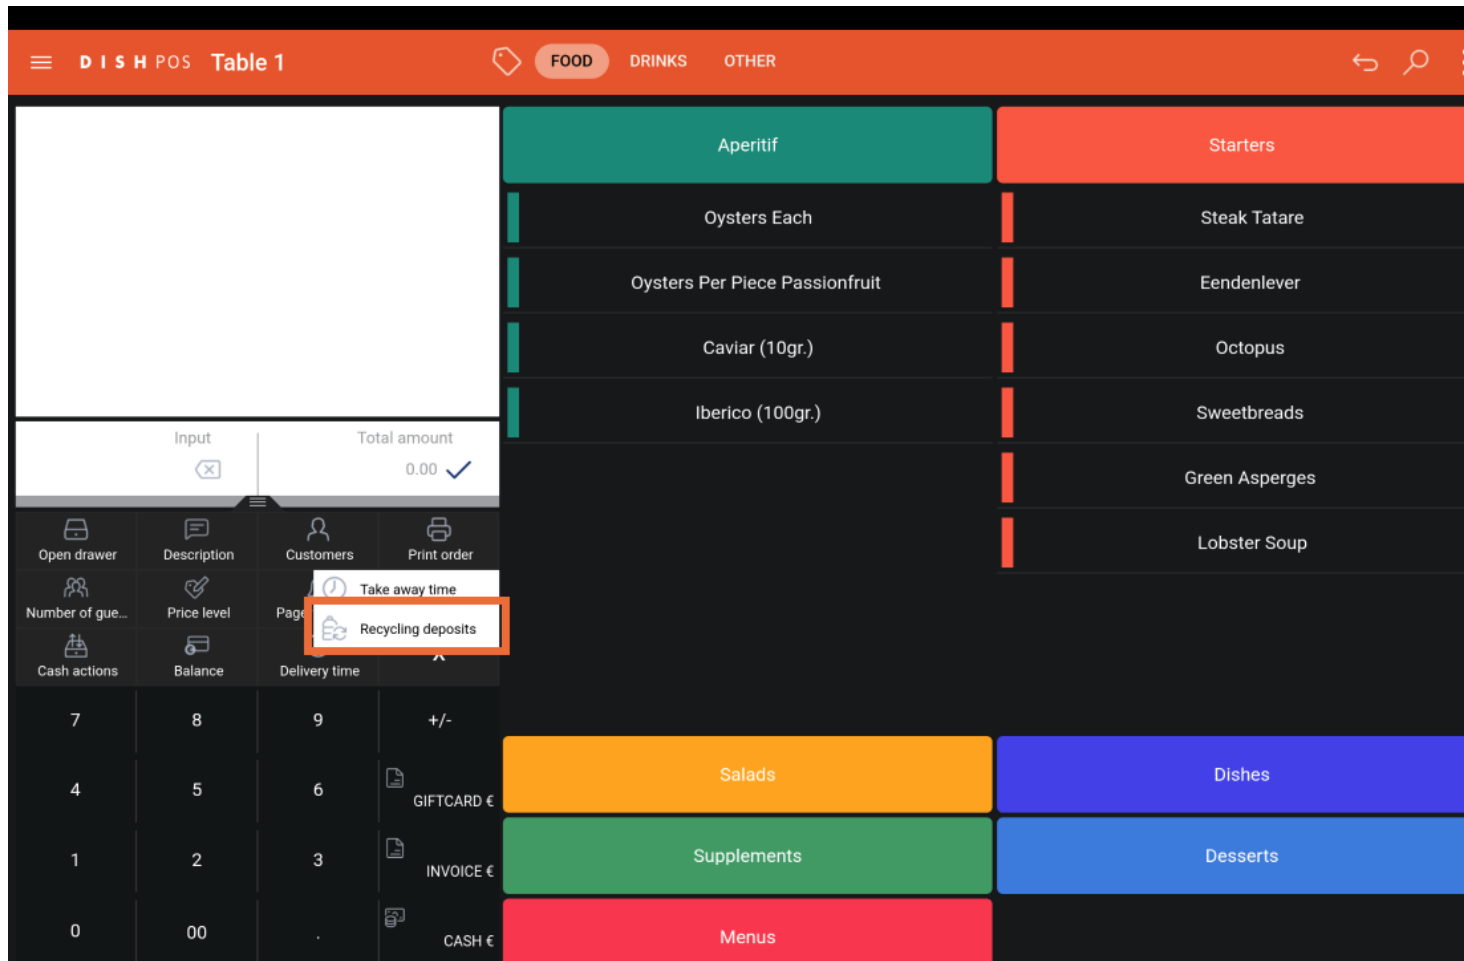 DISH POS Table 1
FOOD DRINKS OTHER
Aperitif
Starters
Oysters Each
Steak Tatare
Oysters Per Piece Passionfruit
Eendenlever
Caviar (10gr.)
Octopus
Iberico (100gr.)
Sweetbreads
Green Asperges
Lobster Soup
Input
Total amount
0.00
Open drawer
Description
Customers
Print order
Number of gue...
Price level
Page
Take away time
Recycling deposits
Cash actions
Balance
Delivery time
X
7 8 9 +/-
4 5 6 GIFTCARD €
1 2 3 INVOICE €
0 00 . CASH €
Salads
Dishes
Supplements
Desserts
Menus